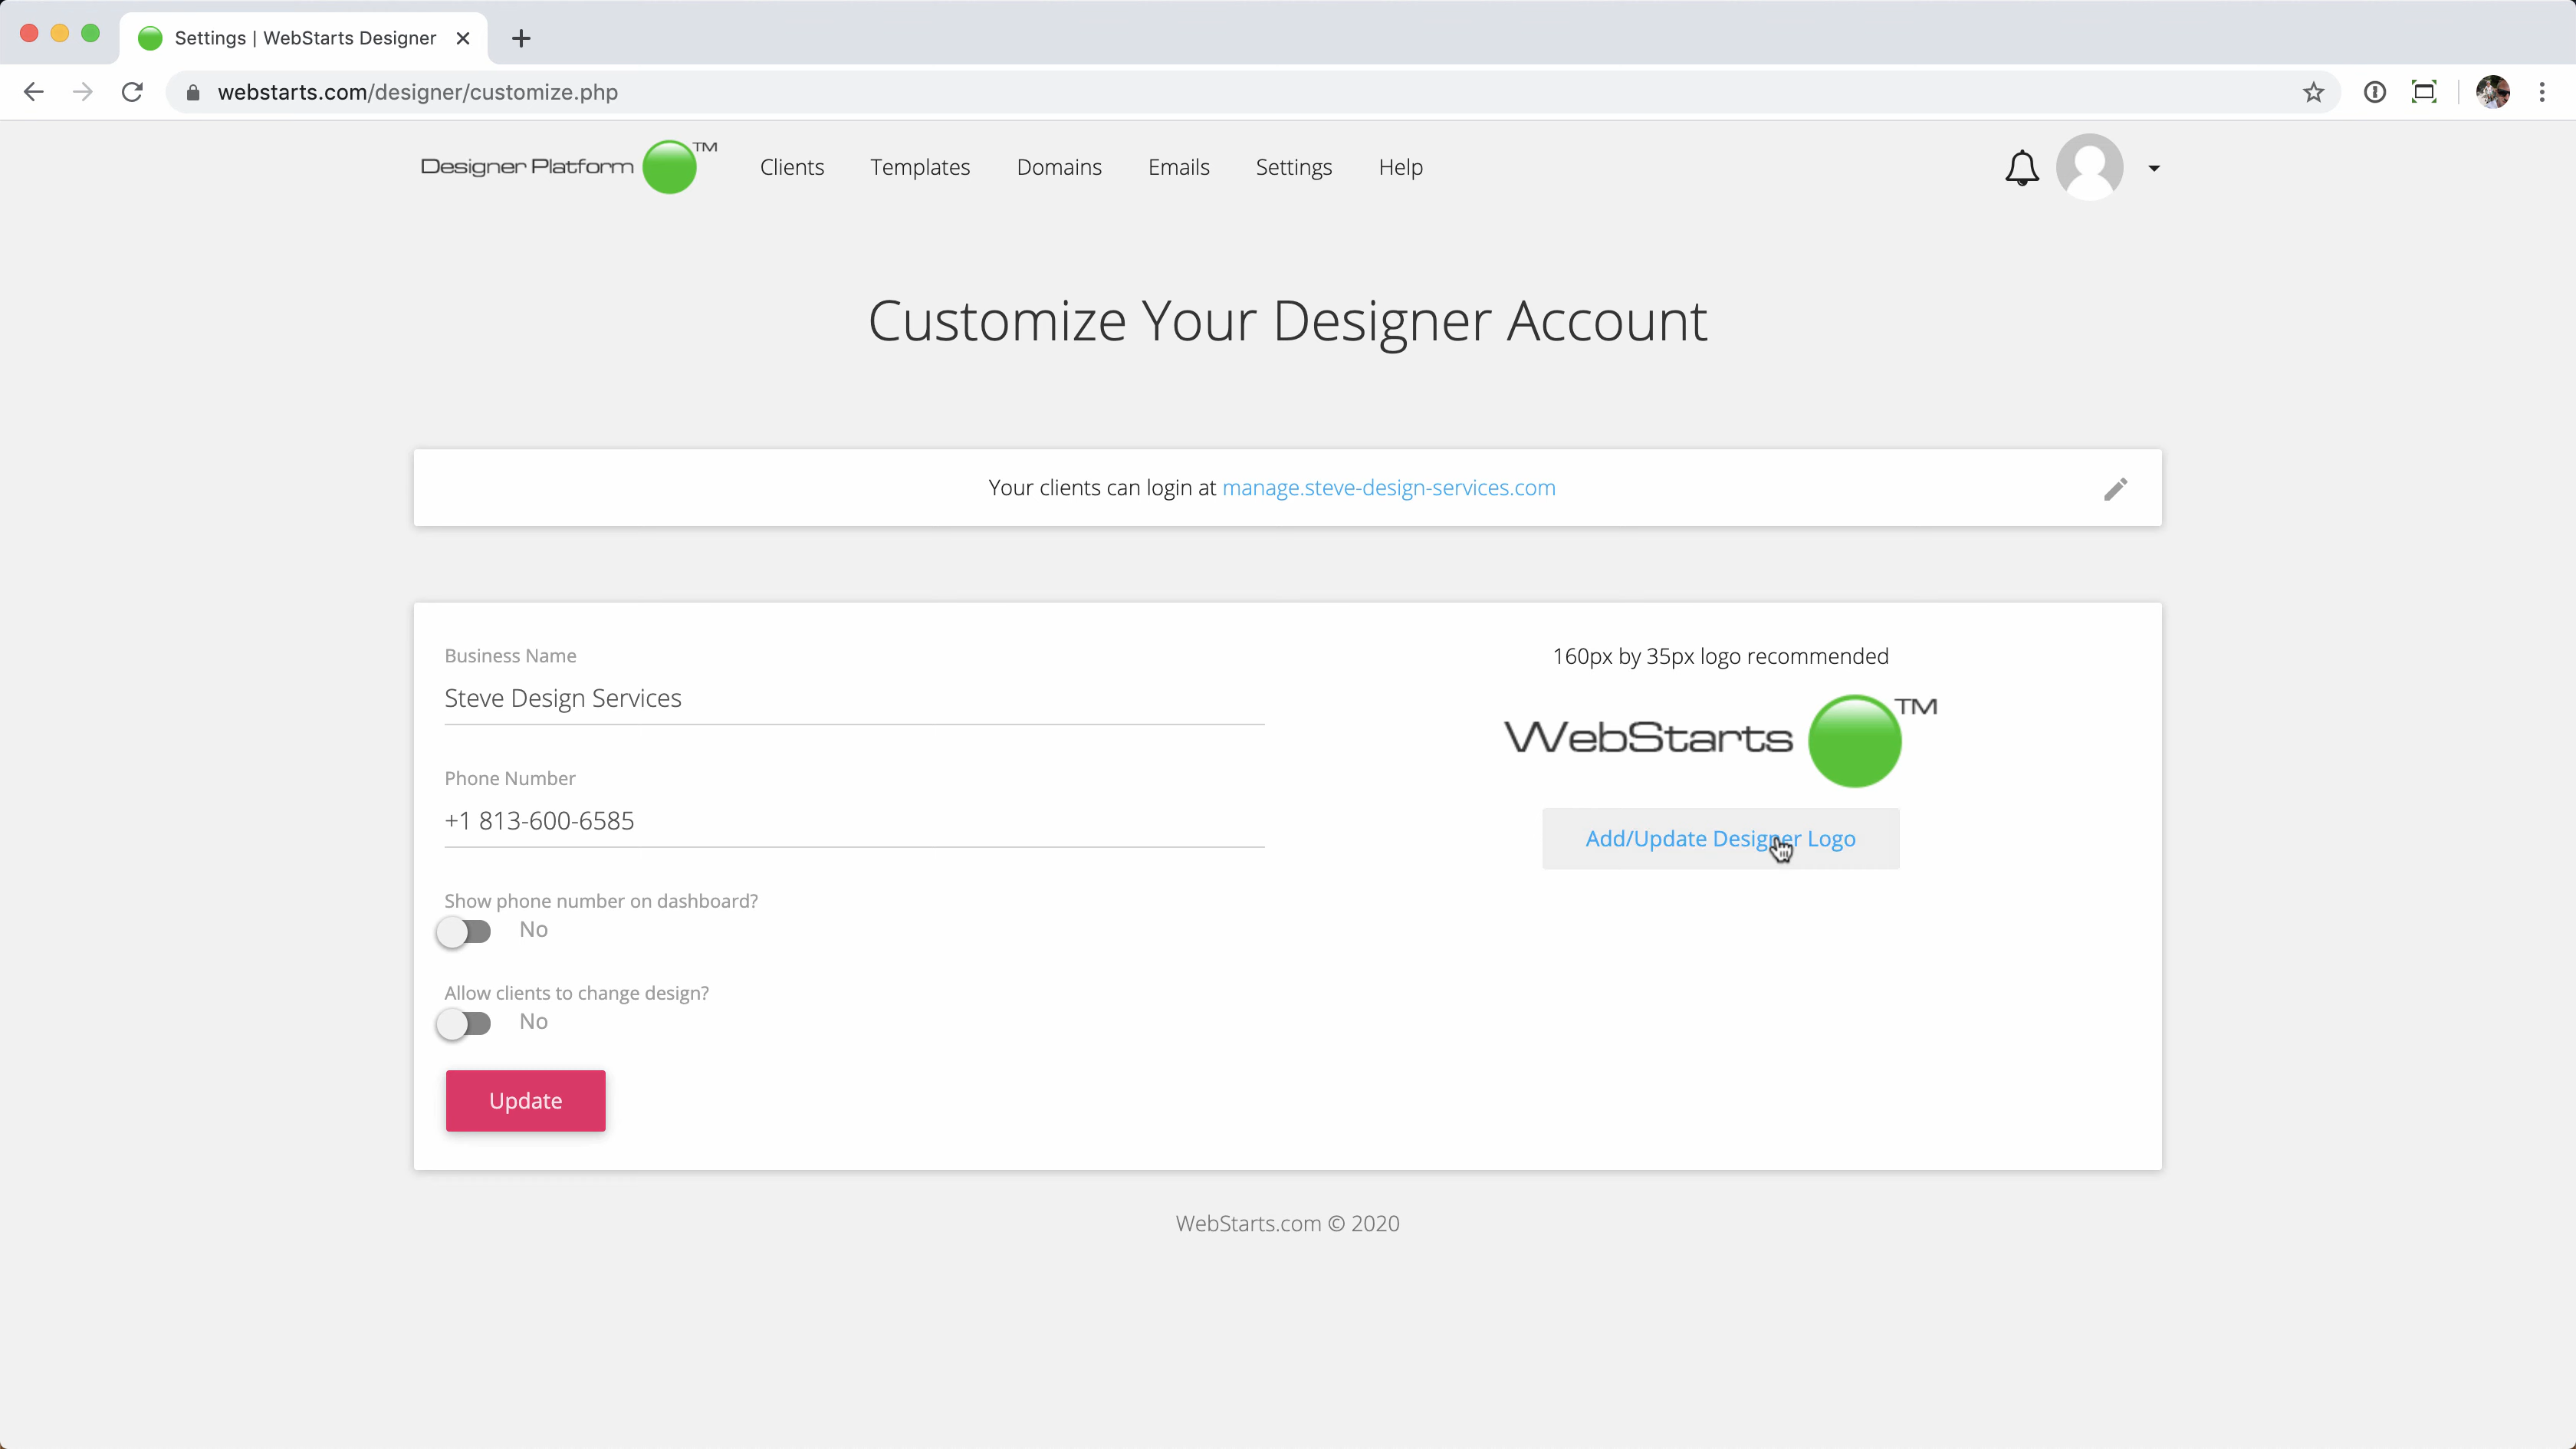 Settings | WebStarts Designer
webstarts.com/designer/customize.php
Designer Platform TM
Clients Templates Domains Emails Settings Help
Customize Your Designer Account
Your clients can login at manage.steve-design-services.com
Business Name
Steve Design Services
Phone Number
+1 813-600-6585
Show phone number on dashboard?
No
Allow clients to change design?
No
Update
160px by 35px logo recommended
WebStarts TM
Add/Update Designer Logo
WebStarts.com © 2020